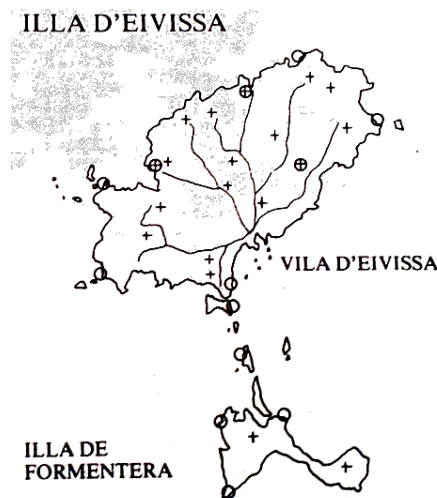 ILLA D'EIVISSA
VILA D'EIVISSA
ILLA DE
FORMENTERA